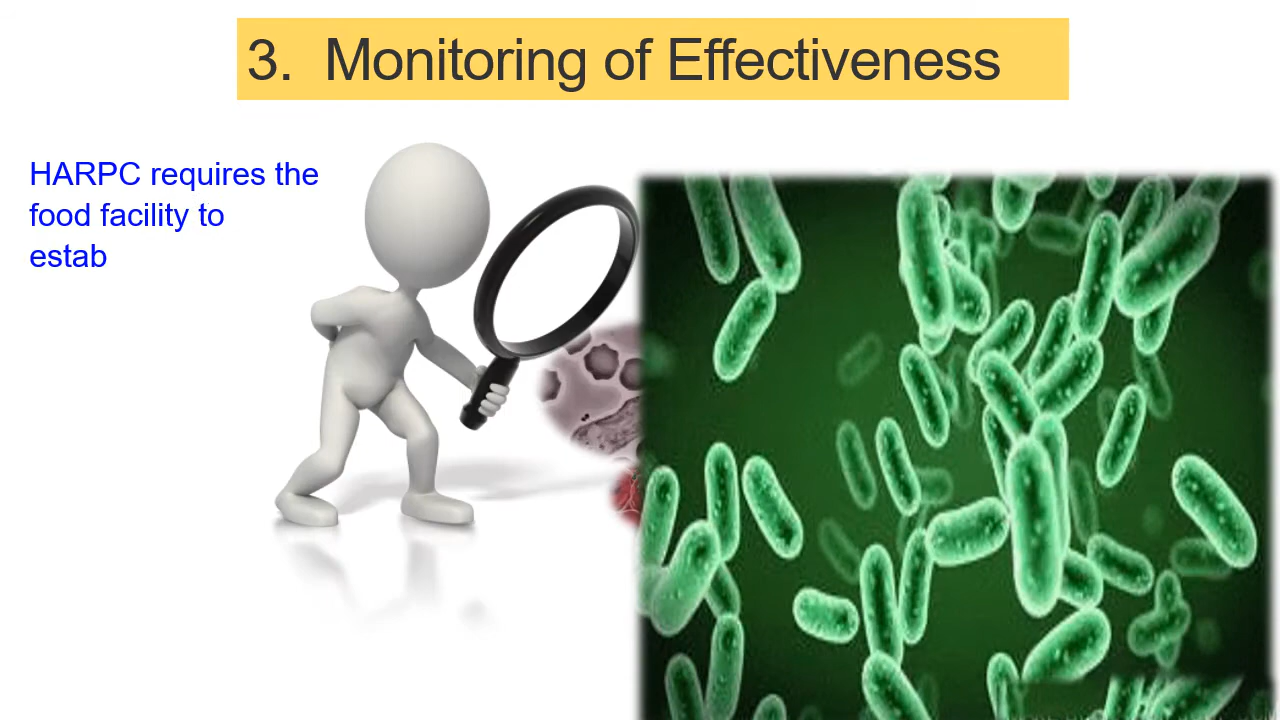 3. Monitoring of Effectiveness
HARPC requires the
food facility to
estab